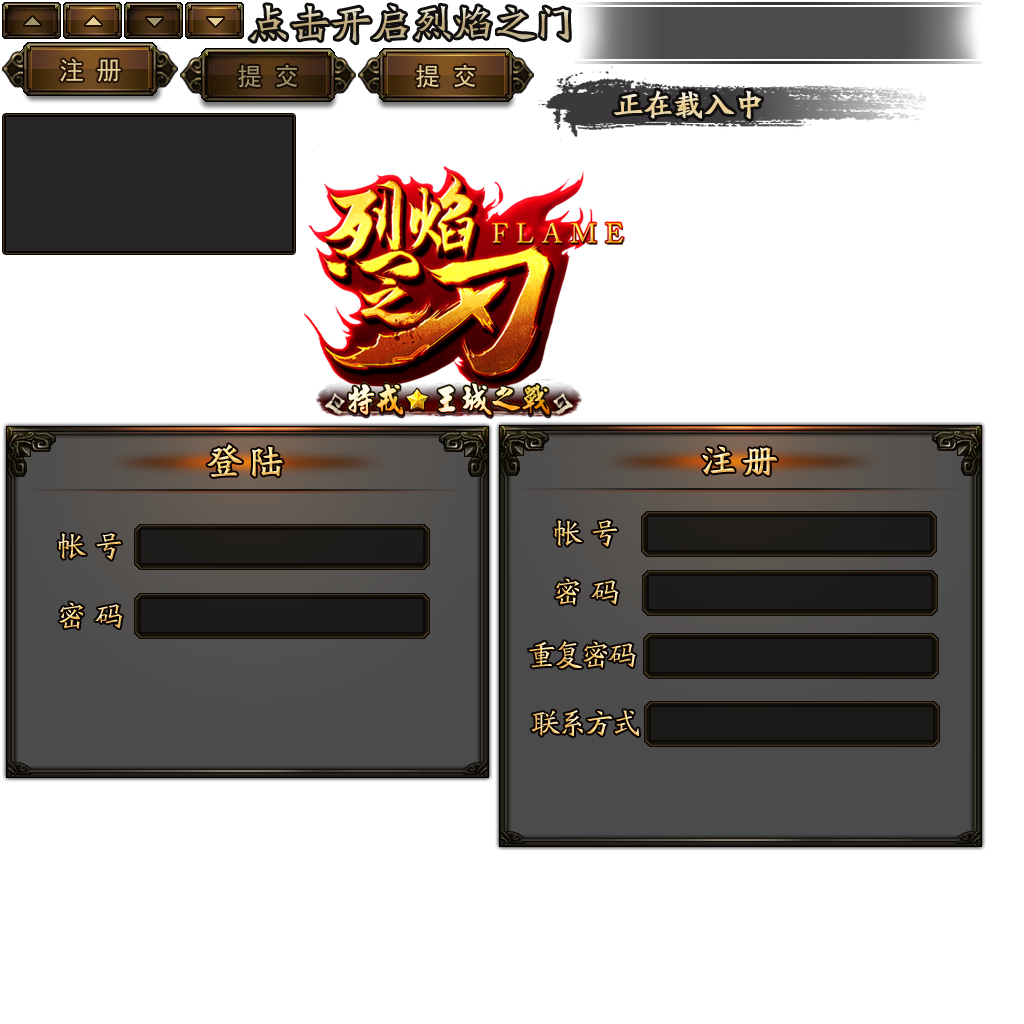 点击开启烈焰之门
注册
提交
提交
正在载入中
烈焰之刃
FLAME
特戒★王城之戰
登陆
帐号
密码
注册
帐号
密码
重复密码
联系方式